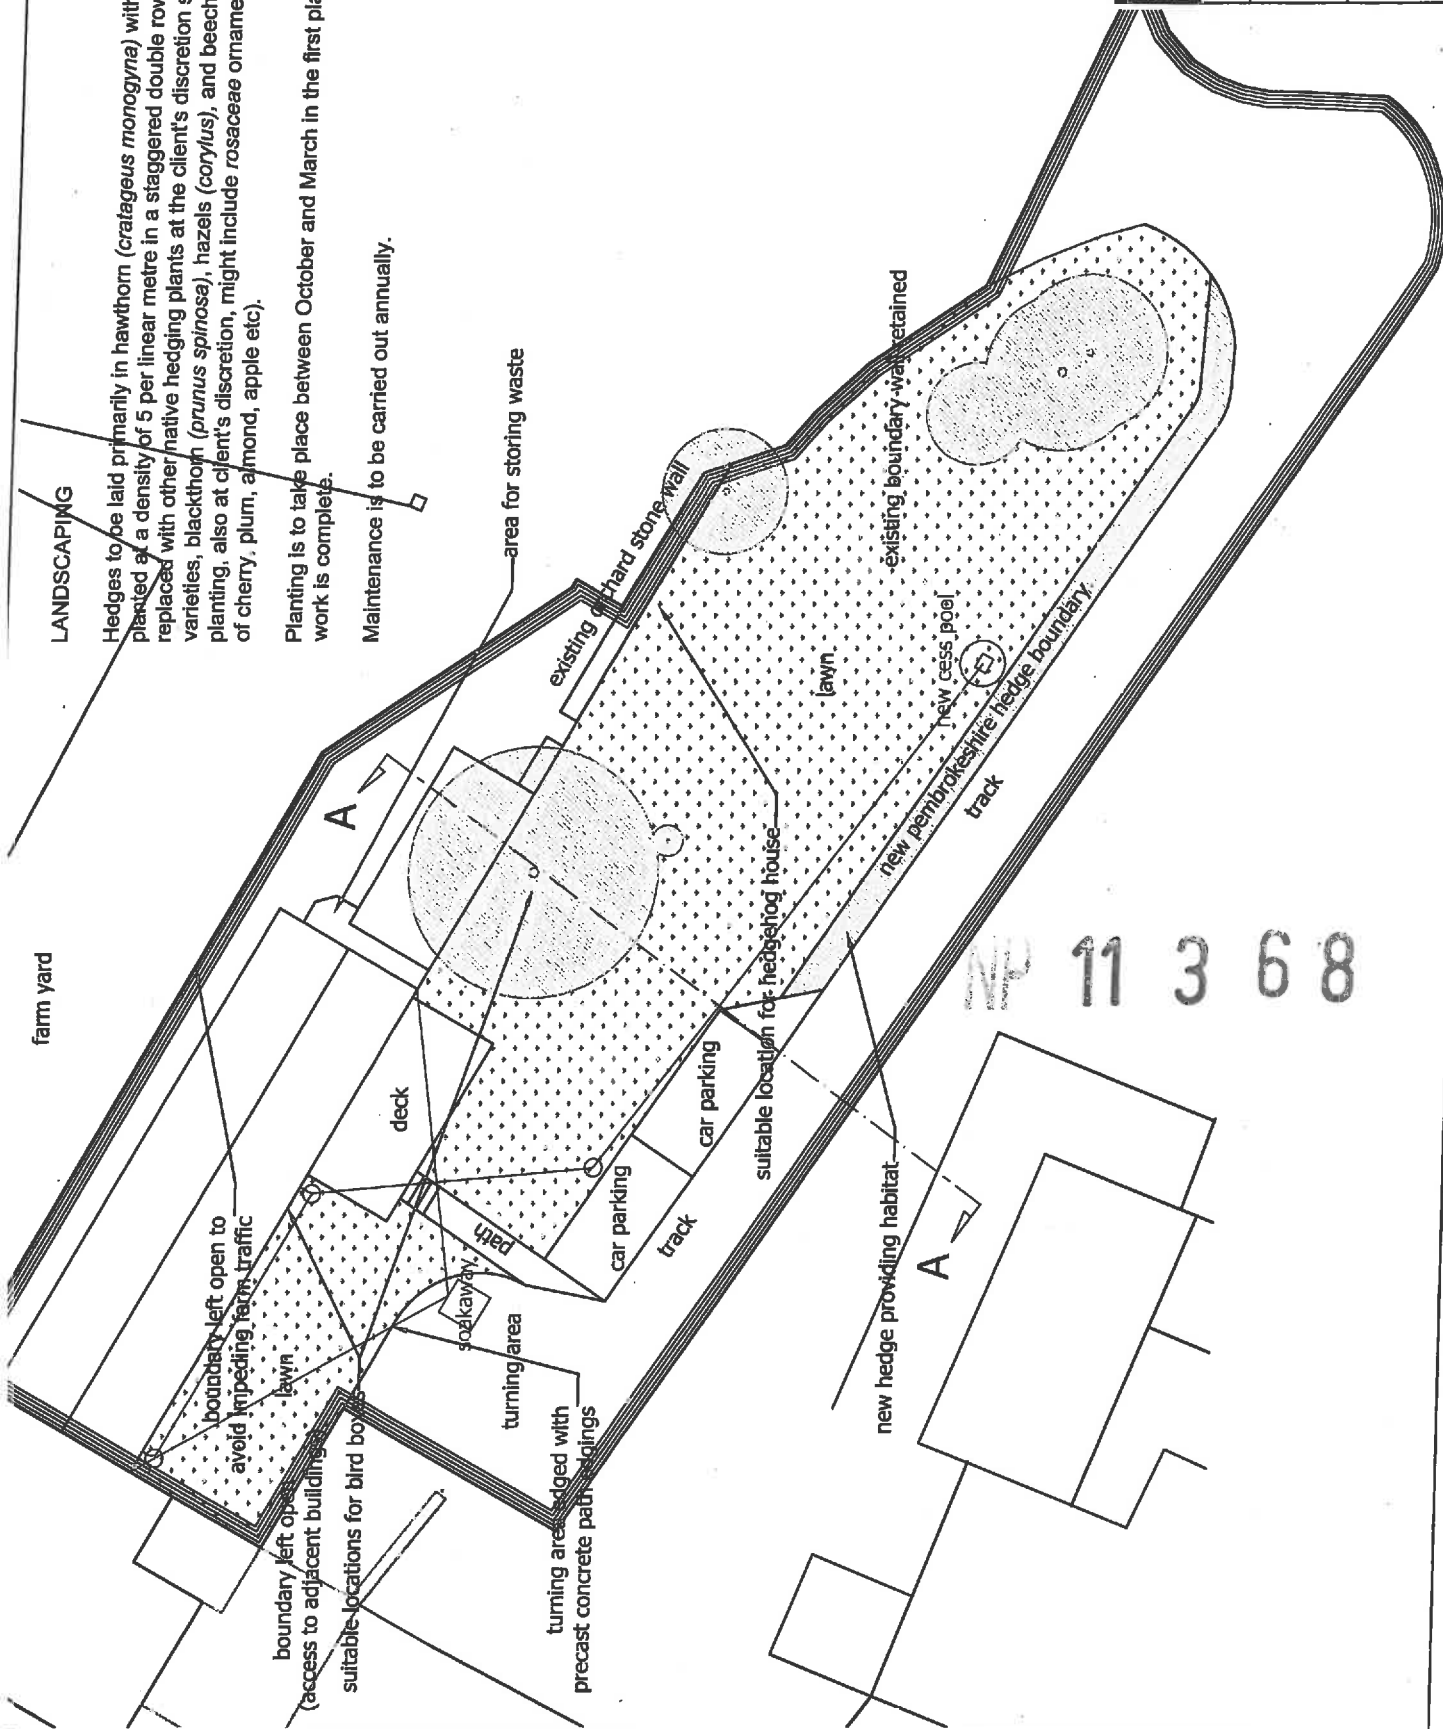 LANDSCAPING
Hedges to be laid primarily in hawthorn (cratageus monogyna) with
planted at a density of 5 per linear metre in a staggered double row
replaced with other native hedging plants at the client's discretion s
varieties, blackthorn (prunus spinosa), hazels (corylus), and beech
planting, also at client's discretion, might include rosaceae orname
of cherry, plum, almond, apple etc).
Planting is to take place between October and March in the first pla
work is complete.
Maintenance is to be carried out annually.
farm yard
area for storing waste
existing orchard stone wall
existing boundary wall retained
A
lawn
new cess pool
new pembrokeshire hedge boundary
track
deck
suitable location for hedgehog house
car parking
car parking
path
track
soakaway
turning area
boundary left open to
avoid impeding farm traffic
lawn
boundary left open
(access to adjacent buildings)
suitable locations for bird boxes
turning area edged with
precast concrete path edgings
new hedge providing habitat
A
NP 11 368